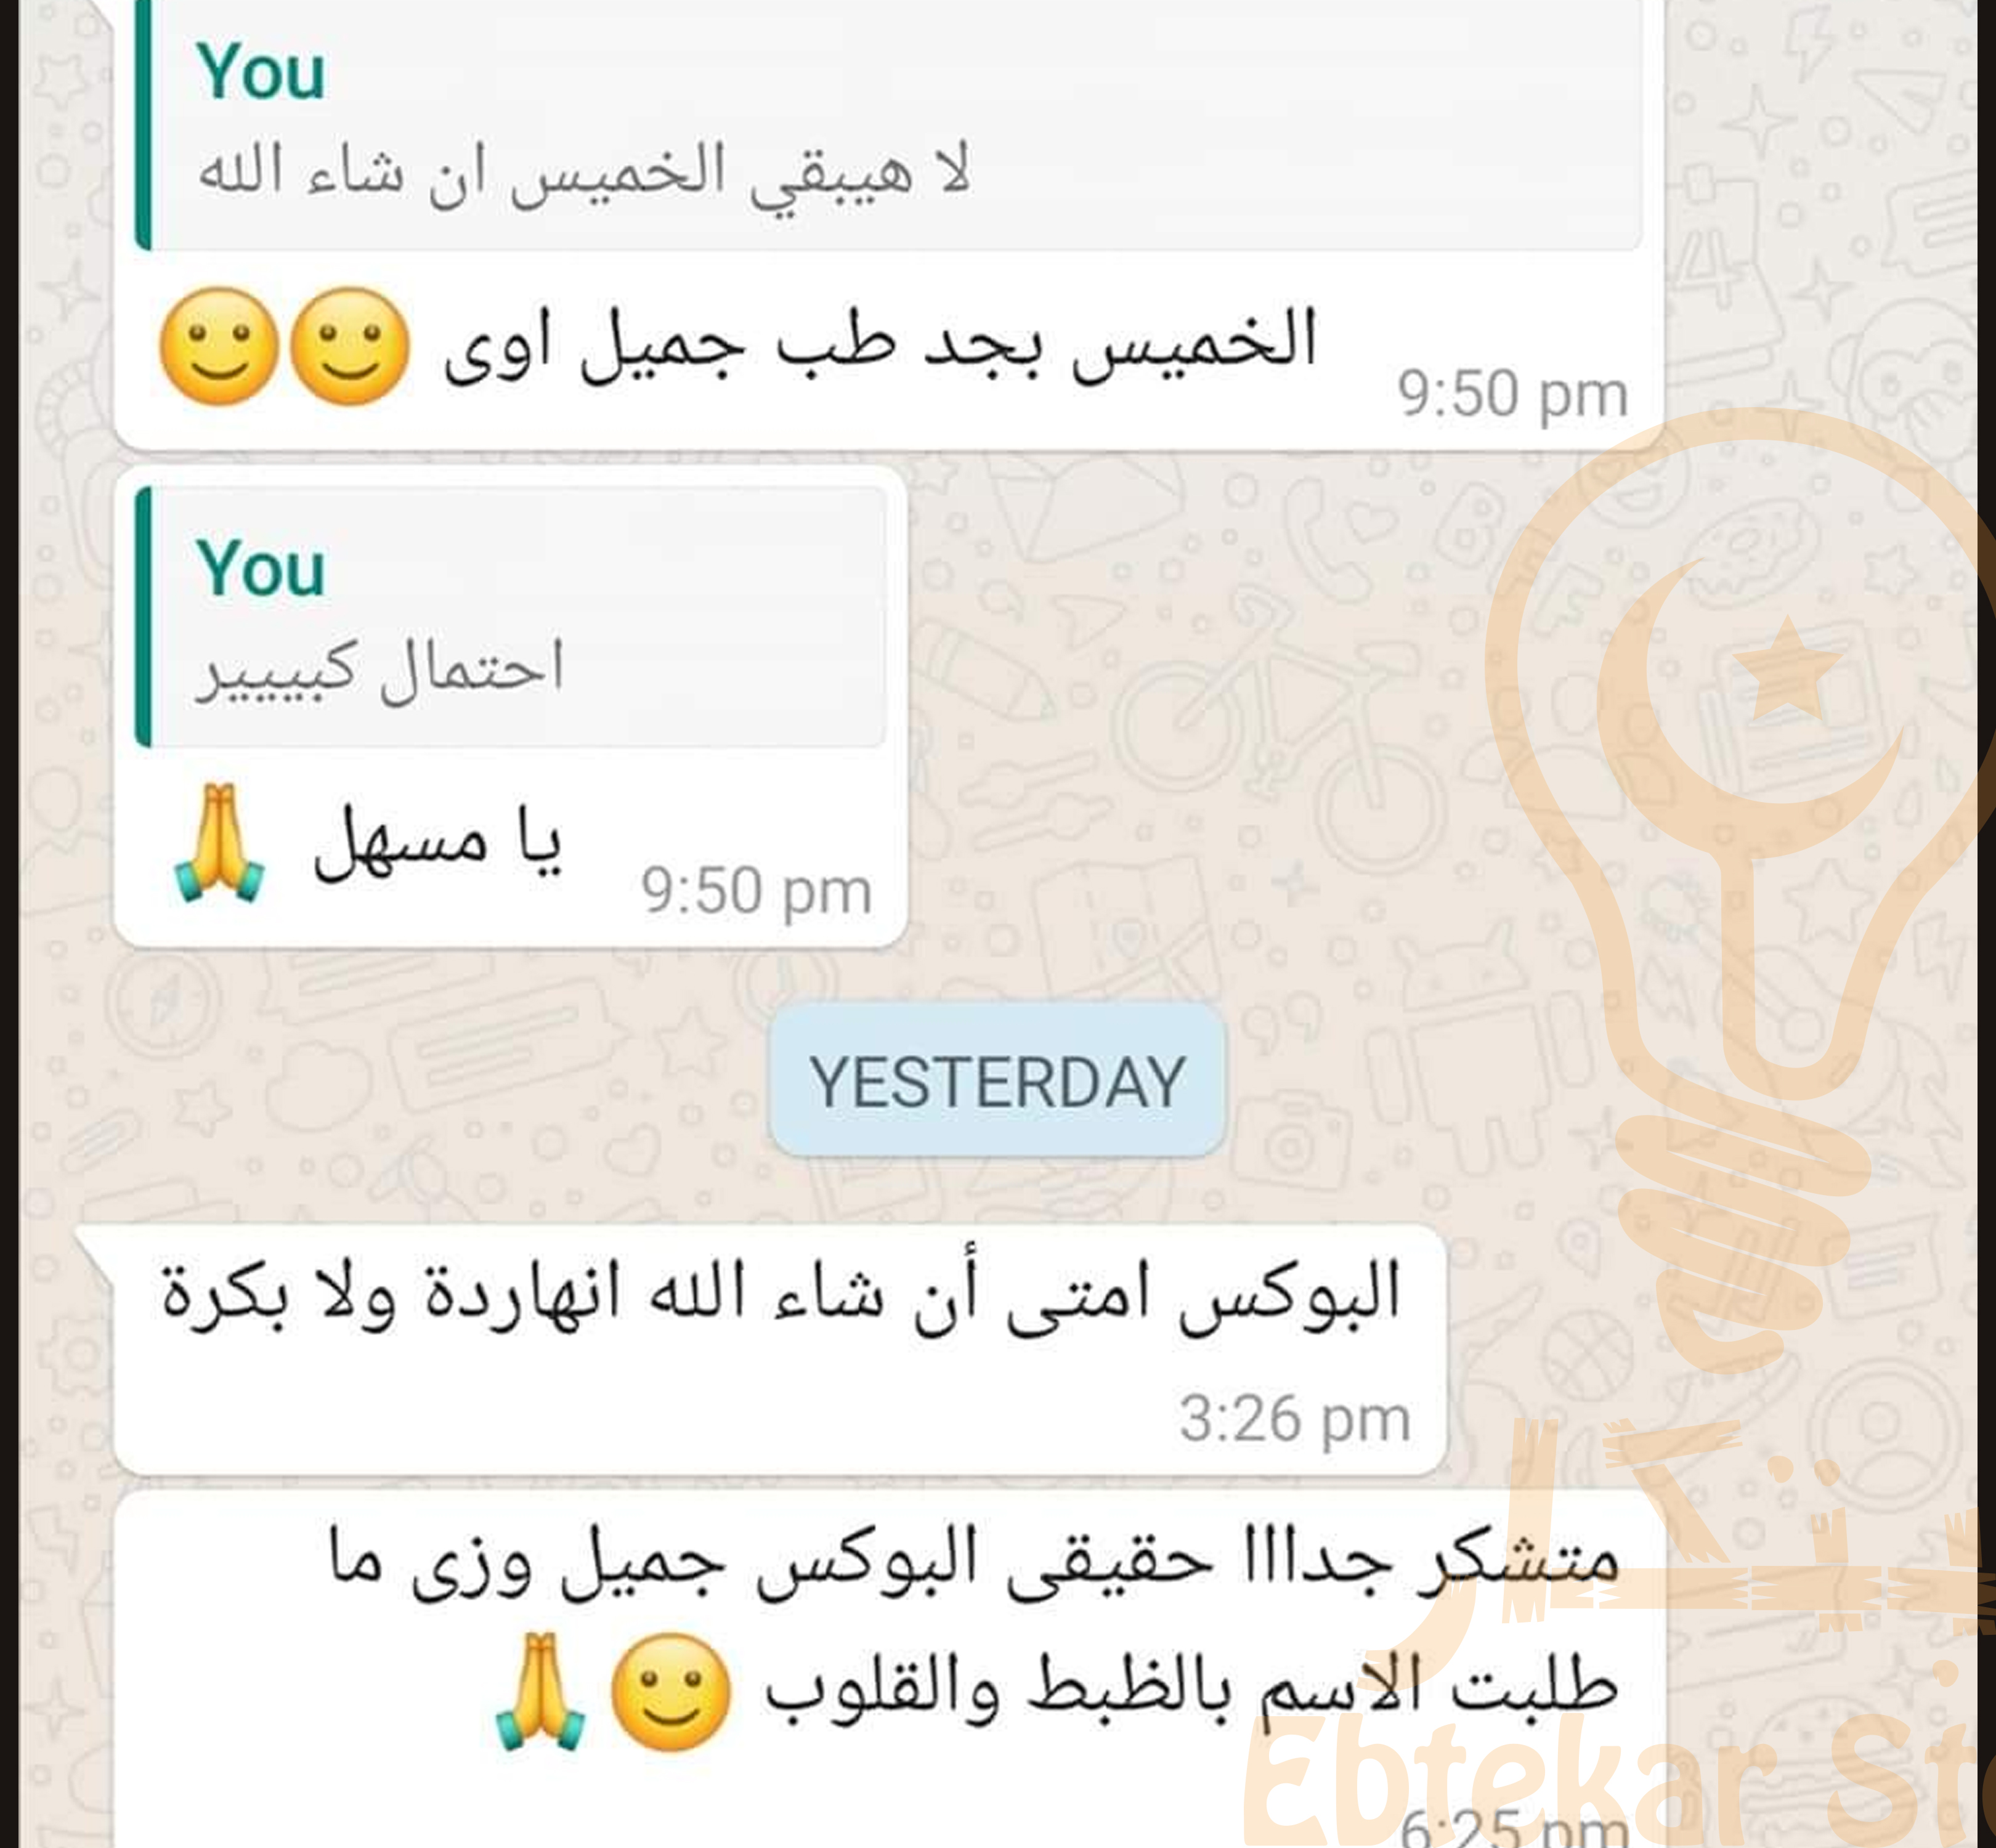 You
لا هيبقي الخميس ان شاء الله
الخميس بجد طب جميل اوى 🙂🙂
9:50 pm
You
احتمال كبيييير
يا مسهل 🙏
9:50 pm
YESTERDAY
البوكس امتى أن شاء الله انهاردة ولا بكرة
3:26 pm
متشكر جدااا حقيقى البوكس جميل وزى ما
طلبت الاسم بالظبط والقلوب 🙂🙏
6:25 pm
Ebtekar